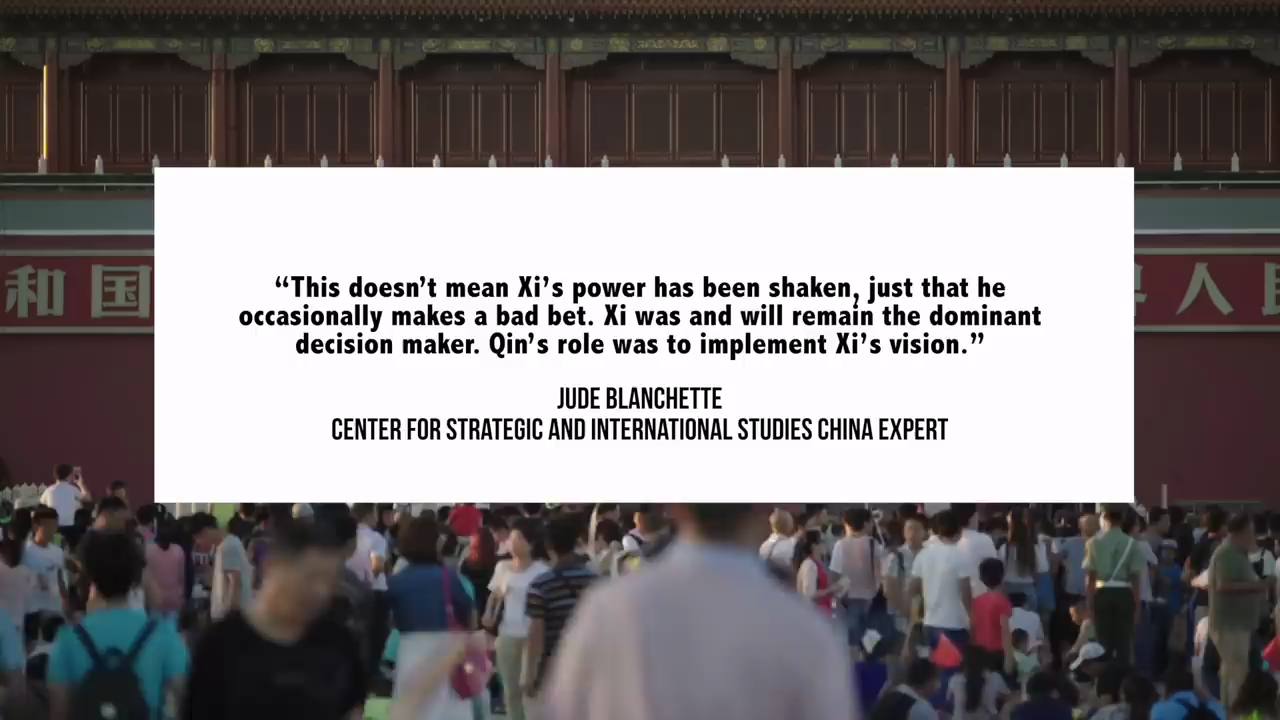 和国
界人民
“This doesn’t mean Xi’s power has been shaken, just that he
occasionally makes a bad bet. Xi was and will remain the dominant
decision maker. Qin’s role was to implement Xi’s vision.”
JUDE BLANCHETTE
CENTER FOR STRATEGIC AND INTERNATIONAL STUDIES CHINA EXPERT